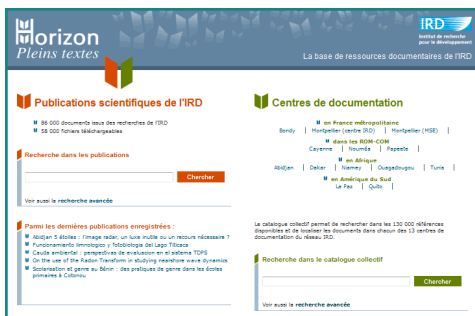 Horizon
Pleins textes
IRD
Institut de recherche
pour le développement
La base de ressources documentaires de l'IRD
Publications scientifiques de l'IRD
86 000 documents issus des recherches de l'IRD
58 000 fichiers téléchargeables
Recherche dans les publications
Chercher
Voir aussi la recherche avancée
Parmi les dernières publications enregistrées :
Abidjan 5 étoiles : l'image radar, un luxe inutile ou un recours nécessaire ?
Funcionamiento limnologico y fotobiologia del Lago Titicaca
Cauda ambiental : perspectivas de evaluacion en el sistema TDPS
On the use of the Radon Transform in studying nearshore wave dynamics
Scolarisation et genre au Bénin : des pratiques de genre dans les écoles
primaires à Cotonou
Centres de documentation
en France métropolitaine
Bondy | Montpellier (centre IRD) | Montpellier (MSE) |
dans les ROM-COM
Cayenne | Nouméa | Papeete |
en Afrique
Abidjan | Dakar | Niamey | Ouagadougou | Tunis |
en Amérique du Sud
La Paz | Quito |
Le catalogue collectif permet de rechercher dans les 130 000 références
disponibles et de localiser les documents dans chacun des 13 centres de
documentation du réseau IRD.
Recherche dans le catalogue collectif
Chercher
Voir aussi la recherche avancée